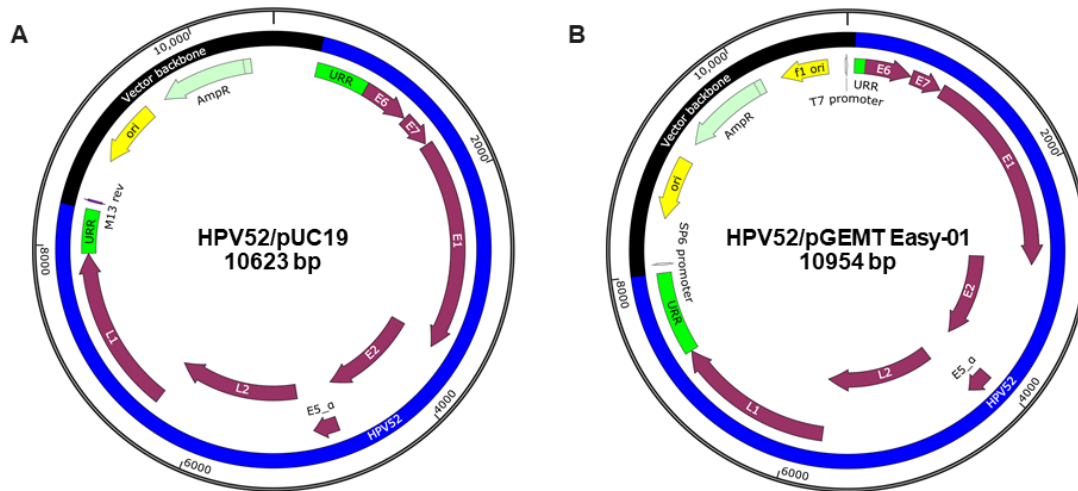 A
10,000
Vector backbone
AmpR
ori
M13 rev
URR
URR
E6
E7
2000
E1
HPV52/pUC19
10623 bp
8000
L1
L2
E2
E5_α
4000
HPV52
6000
B
10,000
Vector backbone
f1 ori
T7 promoter
URR
E6
E7
AmpR
ori
2000
E1
SP6 promoter
HPV52/pGEMT Easy-01
10954 bp
8000
URR
E2
L1
L2
E5_α
4000
HPV52
6000